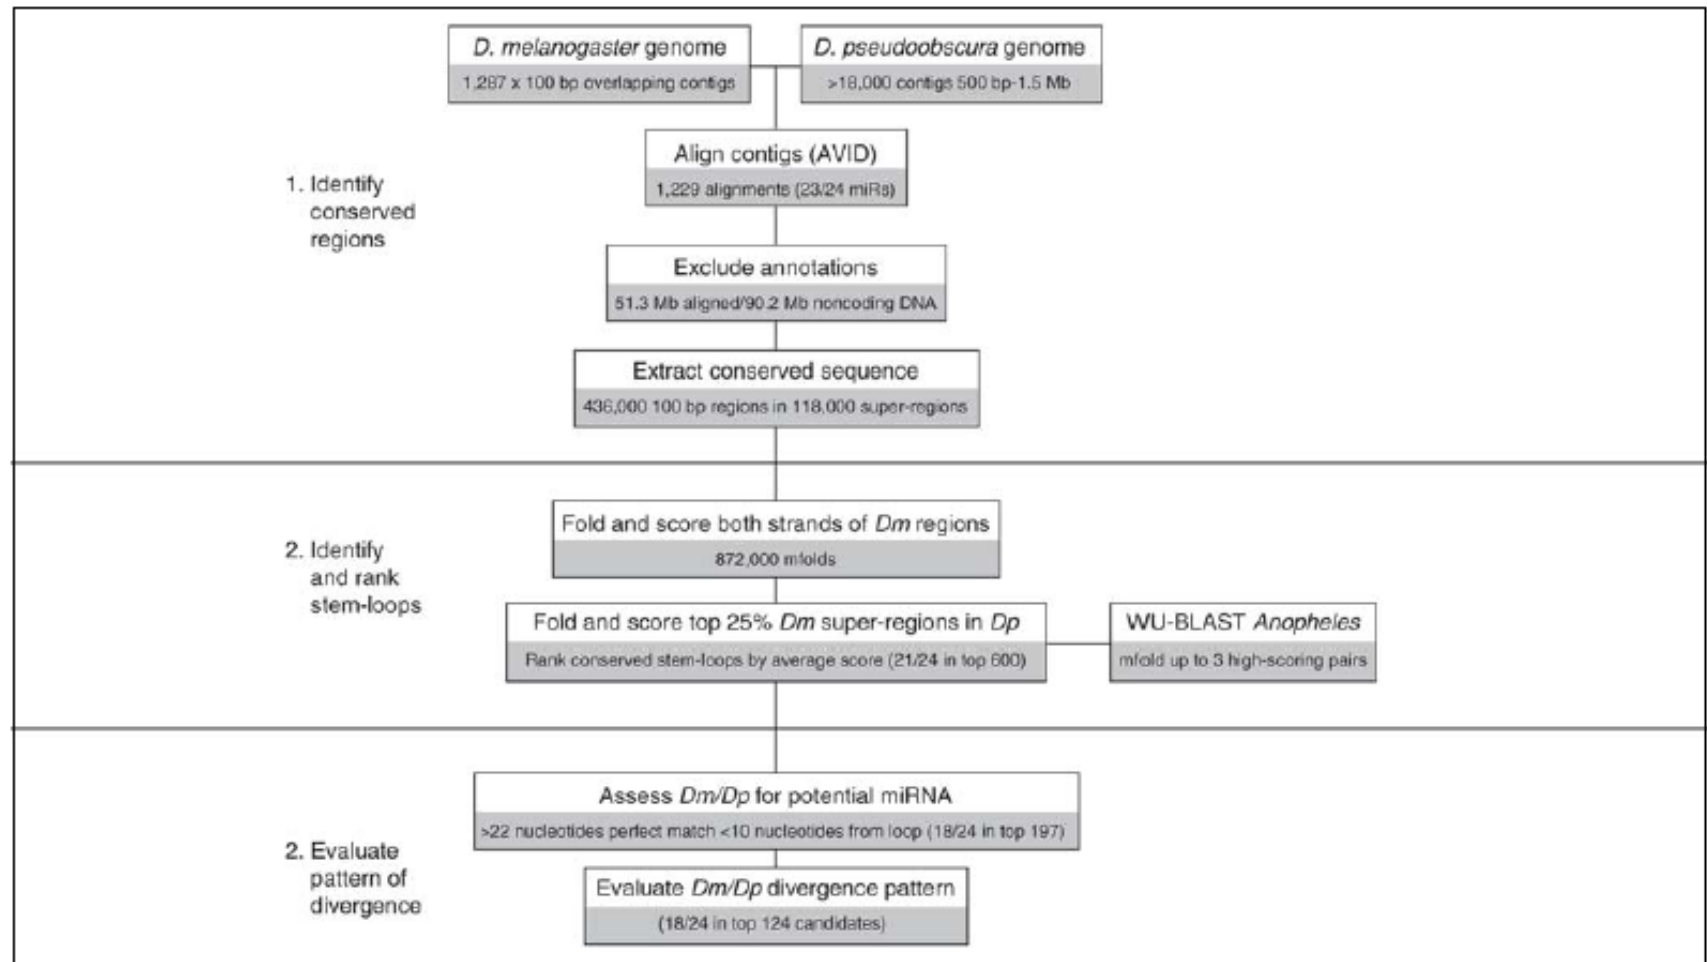 D. melanogaster genome
1,287 x 100 bp overlapping contigs
D. pseudoobscura genome
>18,000 contigs 500 bp-1.5 Mb
1. Identify
conserved
regions
Align contigs (AVID)
1,229 alignments (23/24 miRs)
Exclude annotations
51.3 Mb aligned/90.2 Mb noncoding DNA
Extract conserved sequence
436,000 100 bp regions in 118,000 super-regions
2. Identify
and rank
stem-loops
Fold and score both strands of Dm regions
872,000 mfolds
Fold and score top 25% Dm super-regions in Dp
Rank conserved stem-loops by average score (21/24 in top 600)
WU-BLAST Anopheles
mfold up to 3 high-scoring pairs
2. Evaluate
pattern of
divergence
Assess Dm/Dp for potential miRNA
>22 nucleotides perfect match <10 nucleotides from loop (18/24 in top 197)
Evaluate Dm/Dp divergence pattern
(18/24 in top 124 candidates)